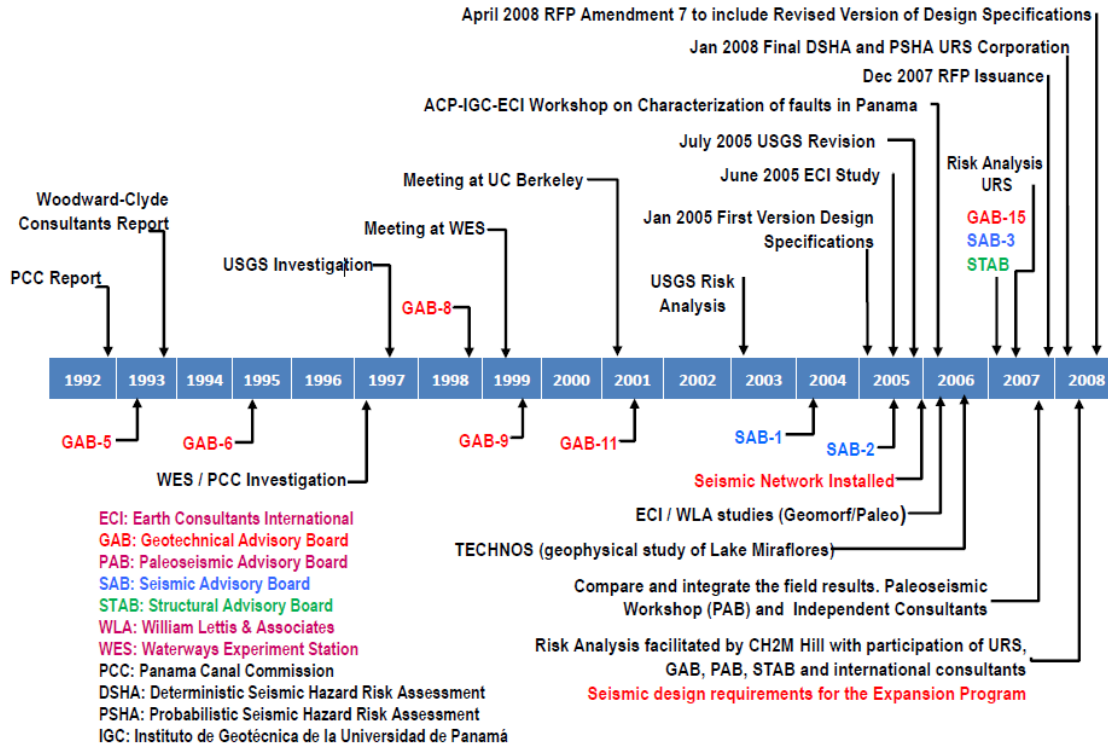 April 2008 RFP Amendment 7 to include Revised Version of Design Specifications
Jan 2008 Final DSHA and PSHA URS Corporation
Dec 2007 RFP Issuance
ACP-IGC-ECI Workshop on Characterization of faults in Panama
July 2005 USGS Revision
June 2005 ECI Study
Risk Analysis
URS
Meeting at UC Berkeley
Woodward-Clyde
Consultants Report
Jan 2005 First Version Design
Specifications
GAB-15
SAB-3
STAB
Meeting at WES
USGS Investigation
PCC Report
USGS Risk
Analysis
GAB-8
1992 1993 1994 1995 1996 1997 1998 1999 2000 2001 2002 2003 2004 2005 2006 2007 2008
GAB-5
GAB-6
GAB-9
GAB-11
SAB-1
SAB-2
WES / PCC Investigation
Seismic Network Installed
ECI / WLA studies (Geomorf/Paleo)
TECHNOS (geophysical study of Lake Miraflores)
Compare and integrate the field results. Paleoseismic
Workshop (PAB) and Independent Consultants
Risk Analysis facilitated by CH2M Hill with participation of URS,
GAB, PAB, STAB and international consultants
Seismic design requirements for the Expansion Program
ECI: Earth Consultants International
GAB: Geotechnical Advisory Board
PAB: Paleoseismic Advisory Board
SAB: Seismic Advisory Board
STAB: Structural Advisory Board
WLA: William Lettis & Associates
WES: Waterways Experiment Station
PCC: Panama Canal Commission
DSHA: Deterministic Seismic Hazard Risk Assessment
PSHA: Probabilistic Seismic Hazard Risk Assessment
IGC: Instituto de Geotécnica de la Universidad de Panamá